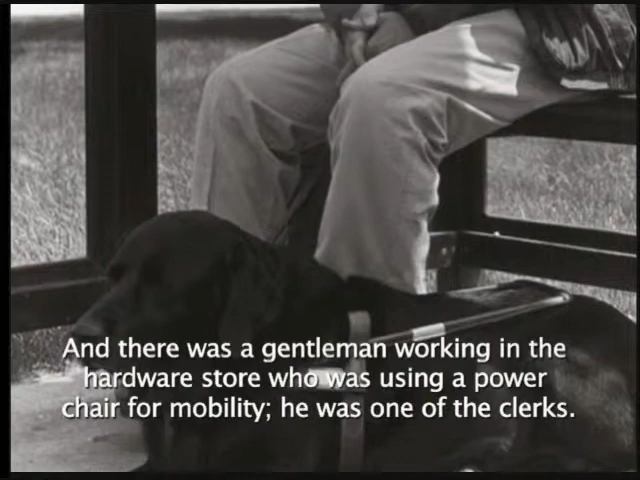 And there was a gentleman working in the
hardware store who was using a power
chair for mobility; he was one of the clerks.